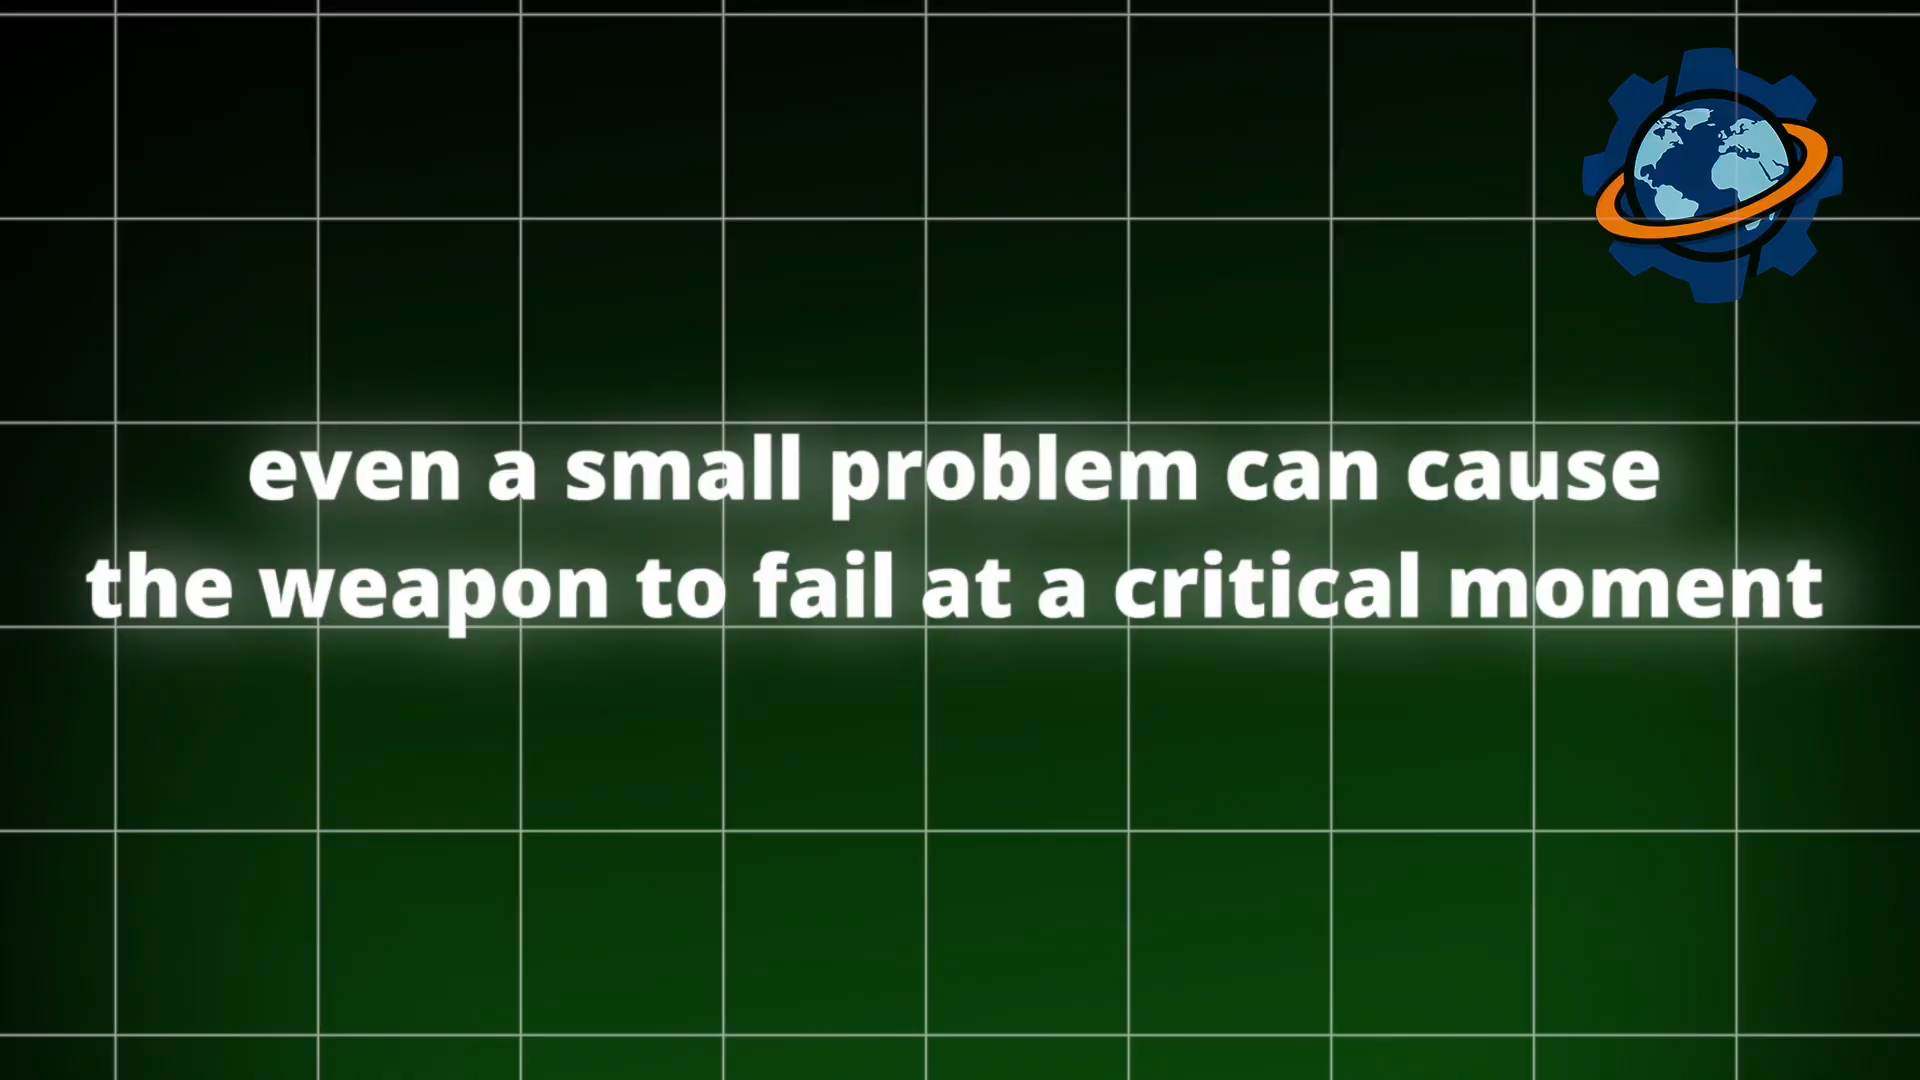 even a small problem can cause
the weapon to fail at a critical moment